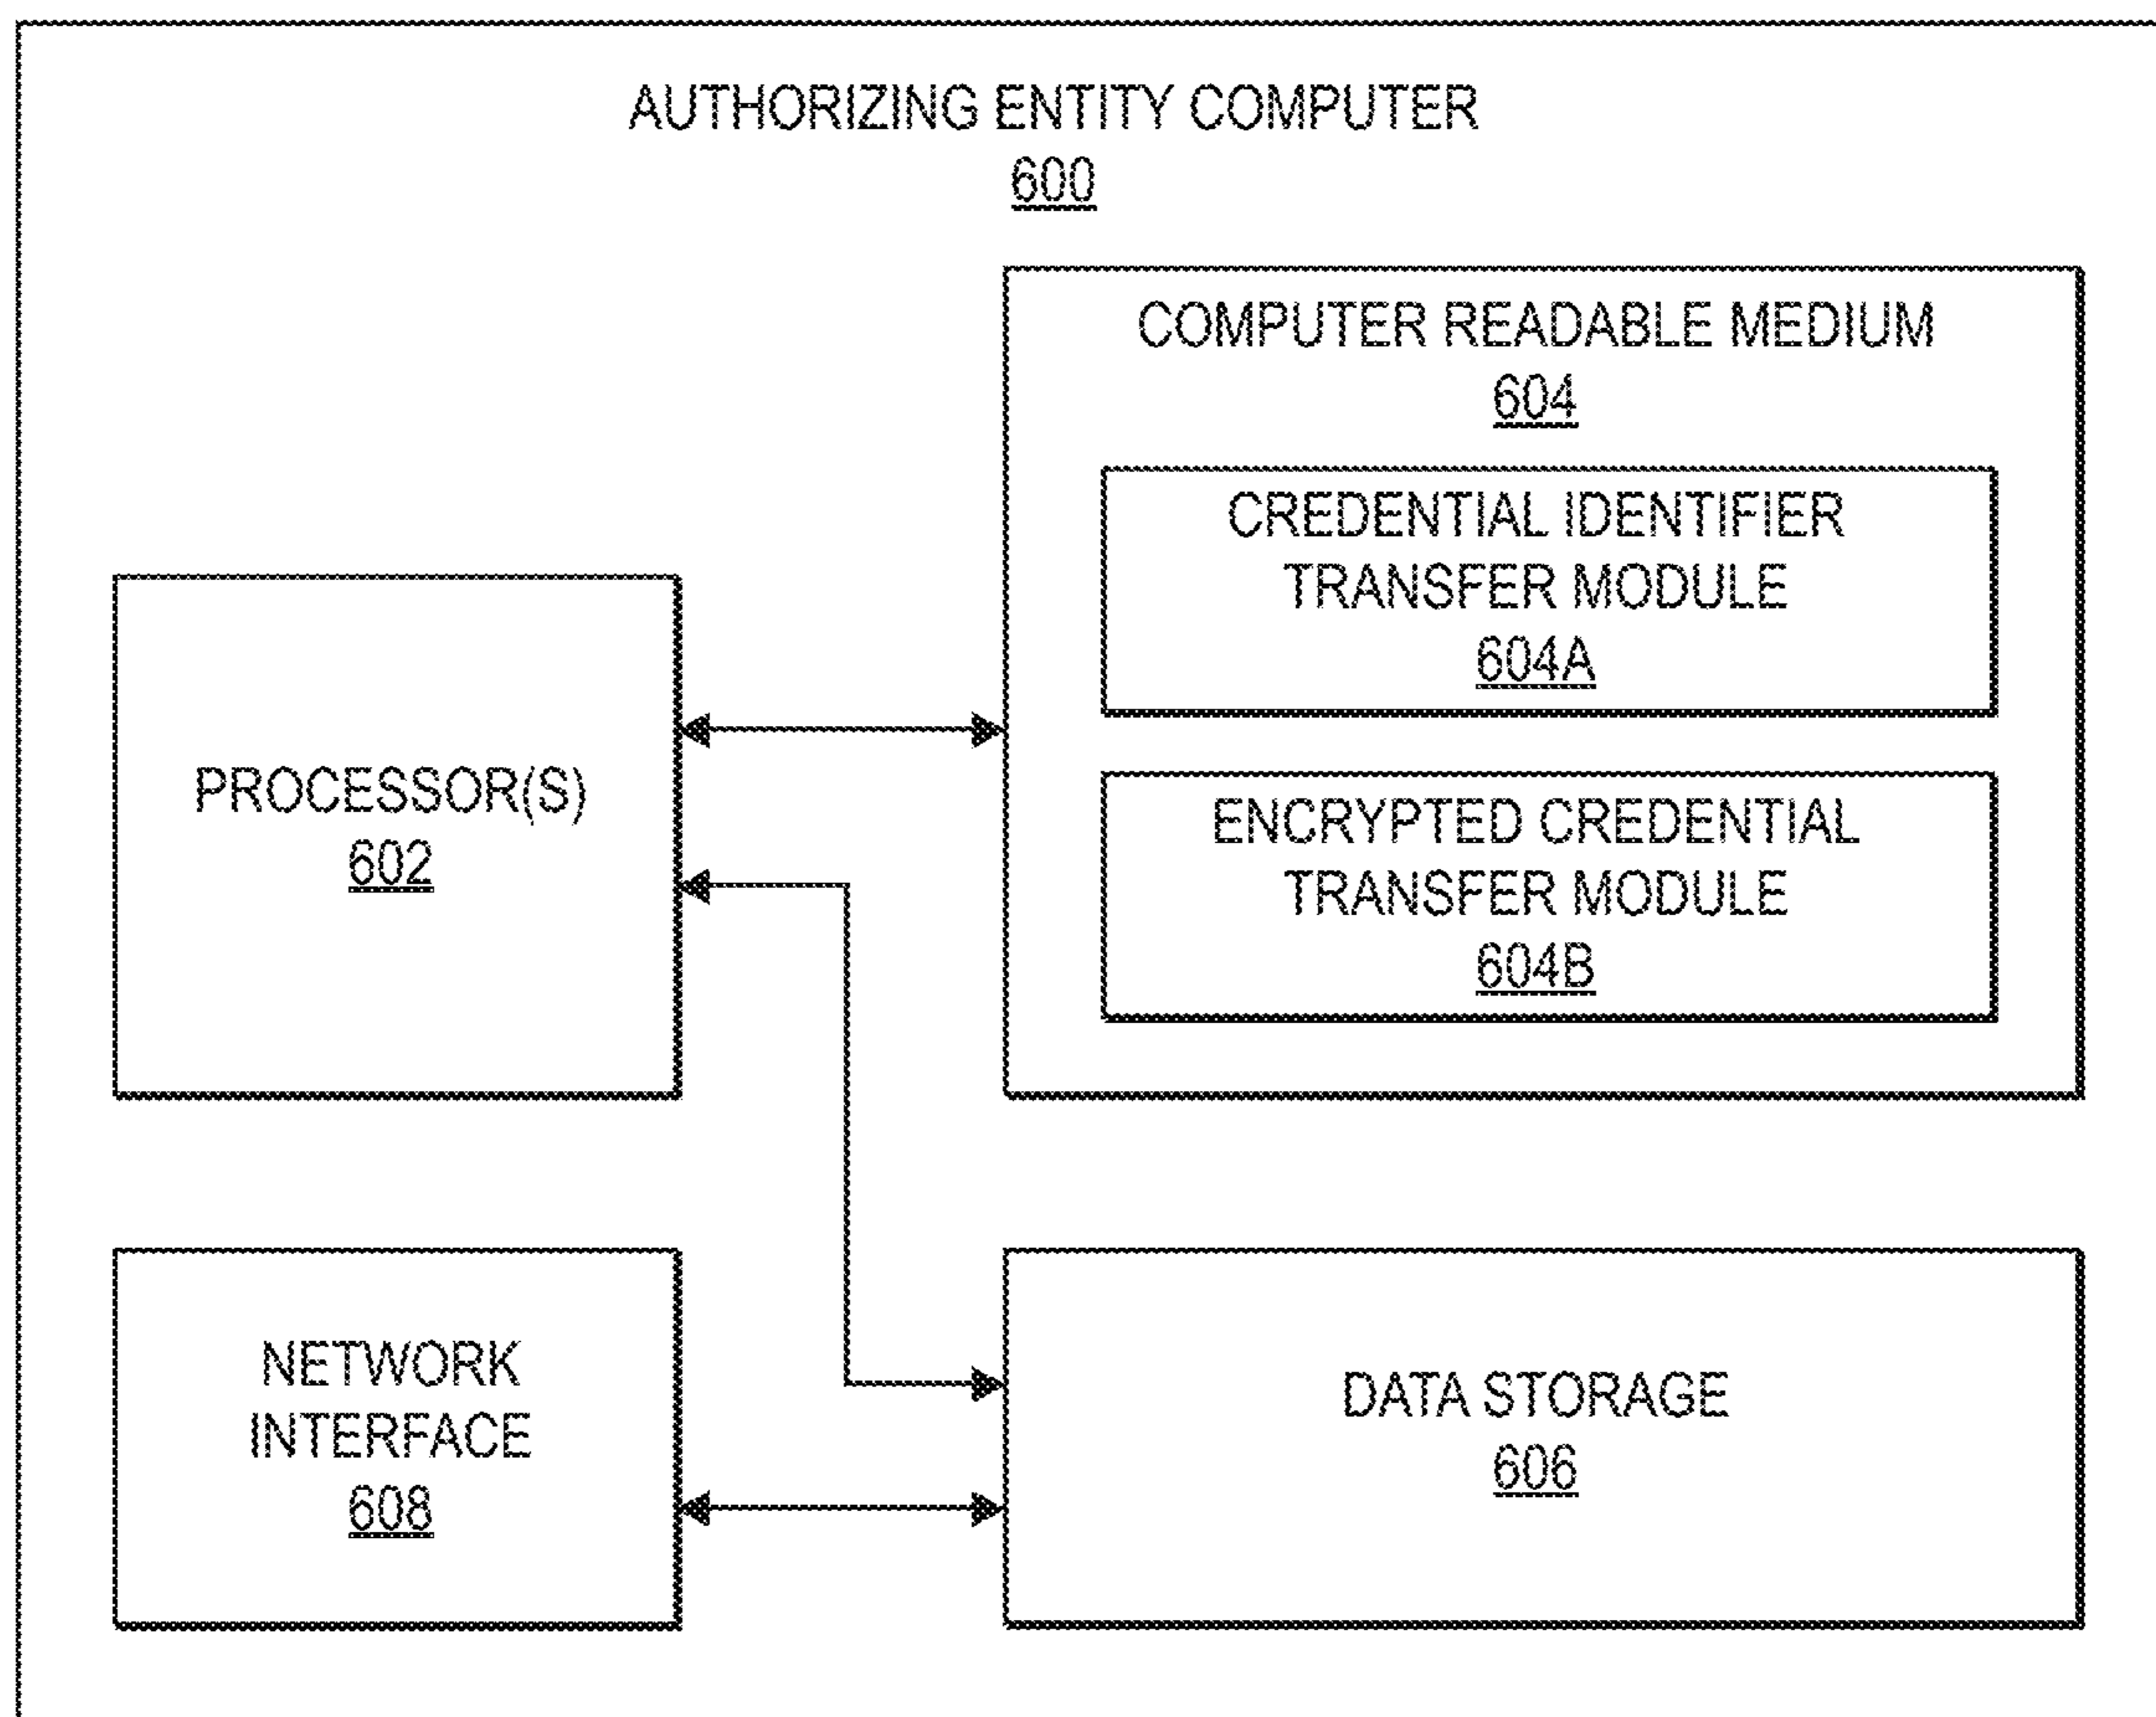 AUTHORIZING ENTITY COMPUTER
600
COMPUTER READABLE MEDIUM
604
CREDENTIAL IDENTIFIER
TRANSFER MODULE
604A
ENCRYPTED CREDENTIAL
TRANSFER MODULE
604B
PROCESSOR(S)
602
NETWORK
INTERFACE
608
DATA STORAGE
606